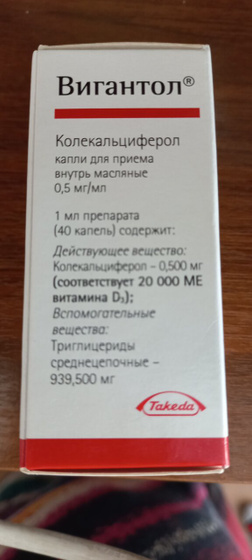 Вигантол®
Колекальциферол
капли для приема
внутрь масляные
0,5 мг/мл
1 мл препарата
(40 капель) содержит:
Действующее вещество:
Колекальциферол – 0,500 мг
(соответствует 20 000 МЕ
витамина D₃);
Вспомогательные
вещества:
Триглицериды
среднецепочные –
939,500 мг
Takeda